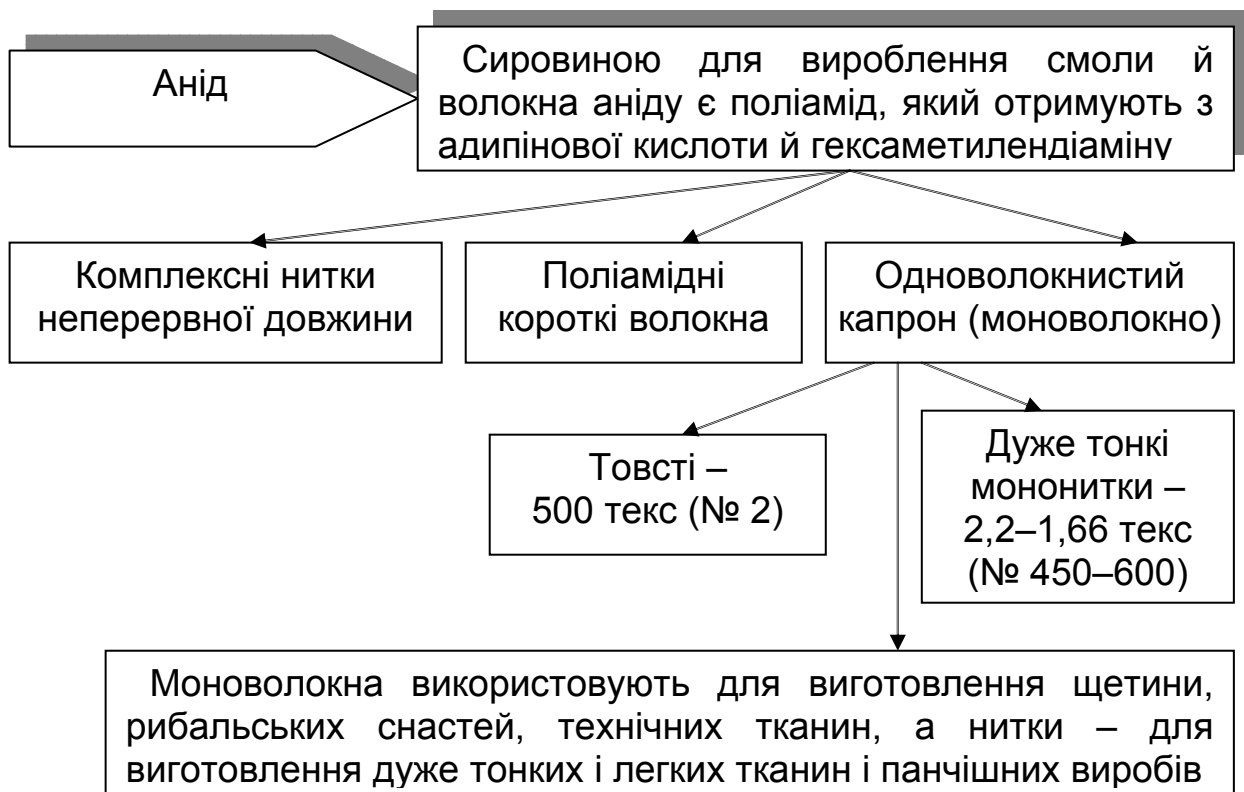 Анід
Сировиною для вироблення смоли й
волокна аніду є поліамід, який отримують з
адипінової кислоти й гексаметилендіаміну
Комплексні нитки
неперервної довжини
Поліамідні
короткі волокна
Одноволокнистий
капрон (моноволокно)
Товсті –
500 текс (№ 2)
Дуже тонкі
мононитки –
2,2–1,66 текс
(№ 450–600)
Моноволокна використовують для виготовлення щетини,
рибальських снастей, технічних тканин, а нитки – для
виготовлення дуже тонких і легких тканин і панчішних виробів